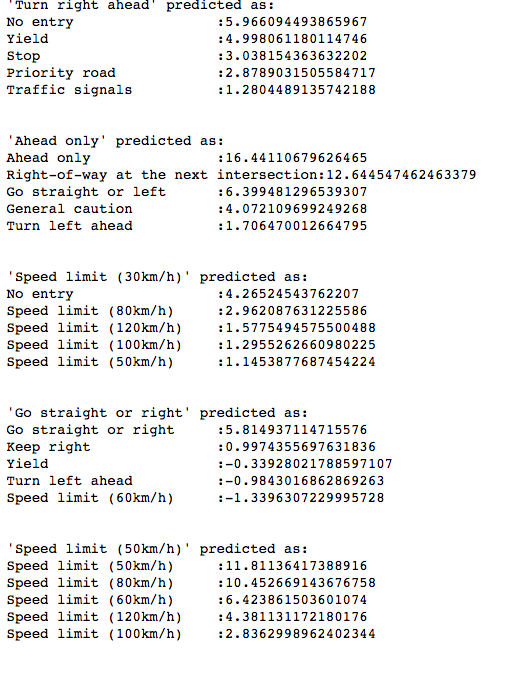 'Turn right ahead' predicted as:
No entry :5.966094493865967
Yield :4.998061180114746
Stop :3.038154363632202
Priority road :2.8789031505584717
Traffic signals :1.2804489135742188
'Ahead only' predicted as:
Ahead only :16.44110679626465
Right-of-way at the next intersection:12.644547462463379
Go straight or left :6.399481296539307
General caution :4.072109699249268
Turn left ahead :1.706470012664795
'Speed limit (30km/h)' predicted as:
No entry :4.26524543762207
Speed limit (80km/h) :2.962087631225586
Speed limit (120km/h) :1.5775494575500488
Speed limit (100km/h) :1.2955262660980225
Speed limit (50km/h) :1.1453877687454224
'Go straight or right' predicted as:
Go straight or right :5.814937114715576
Keep right :0.9974355697631836
Yield :-0.33928021788597107
Turn left ahead :-0.9843016862869263
Speed limit (60km/h) :-1.3396307229995728
'Speed limit (50km/h)' predicted as:
Speed limit (50km/h) :11.81136417388916
Speed limit (80km/h) :10.452669143676758
Speed limit (60km/h) :6.423861503601074
Speed limit (120km/h) :4.381131172180176
Speed limit (100km/h) :2.8362998962402344